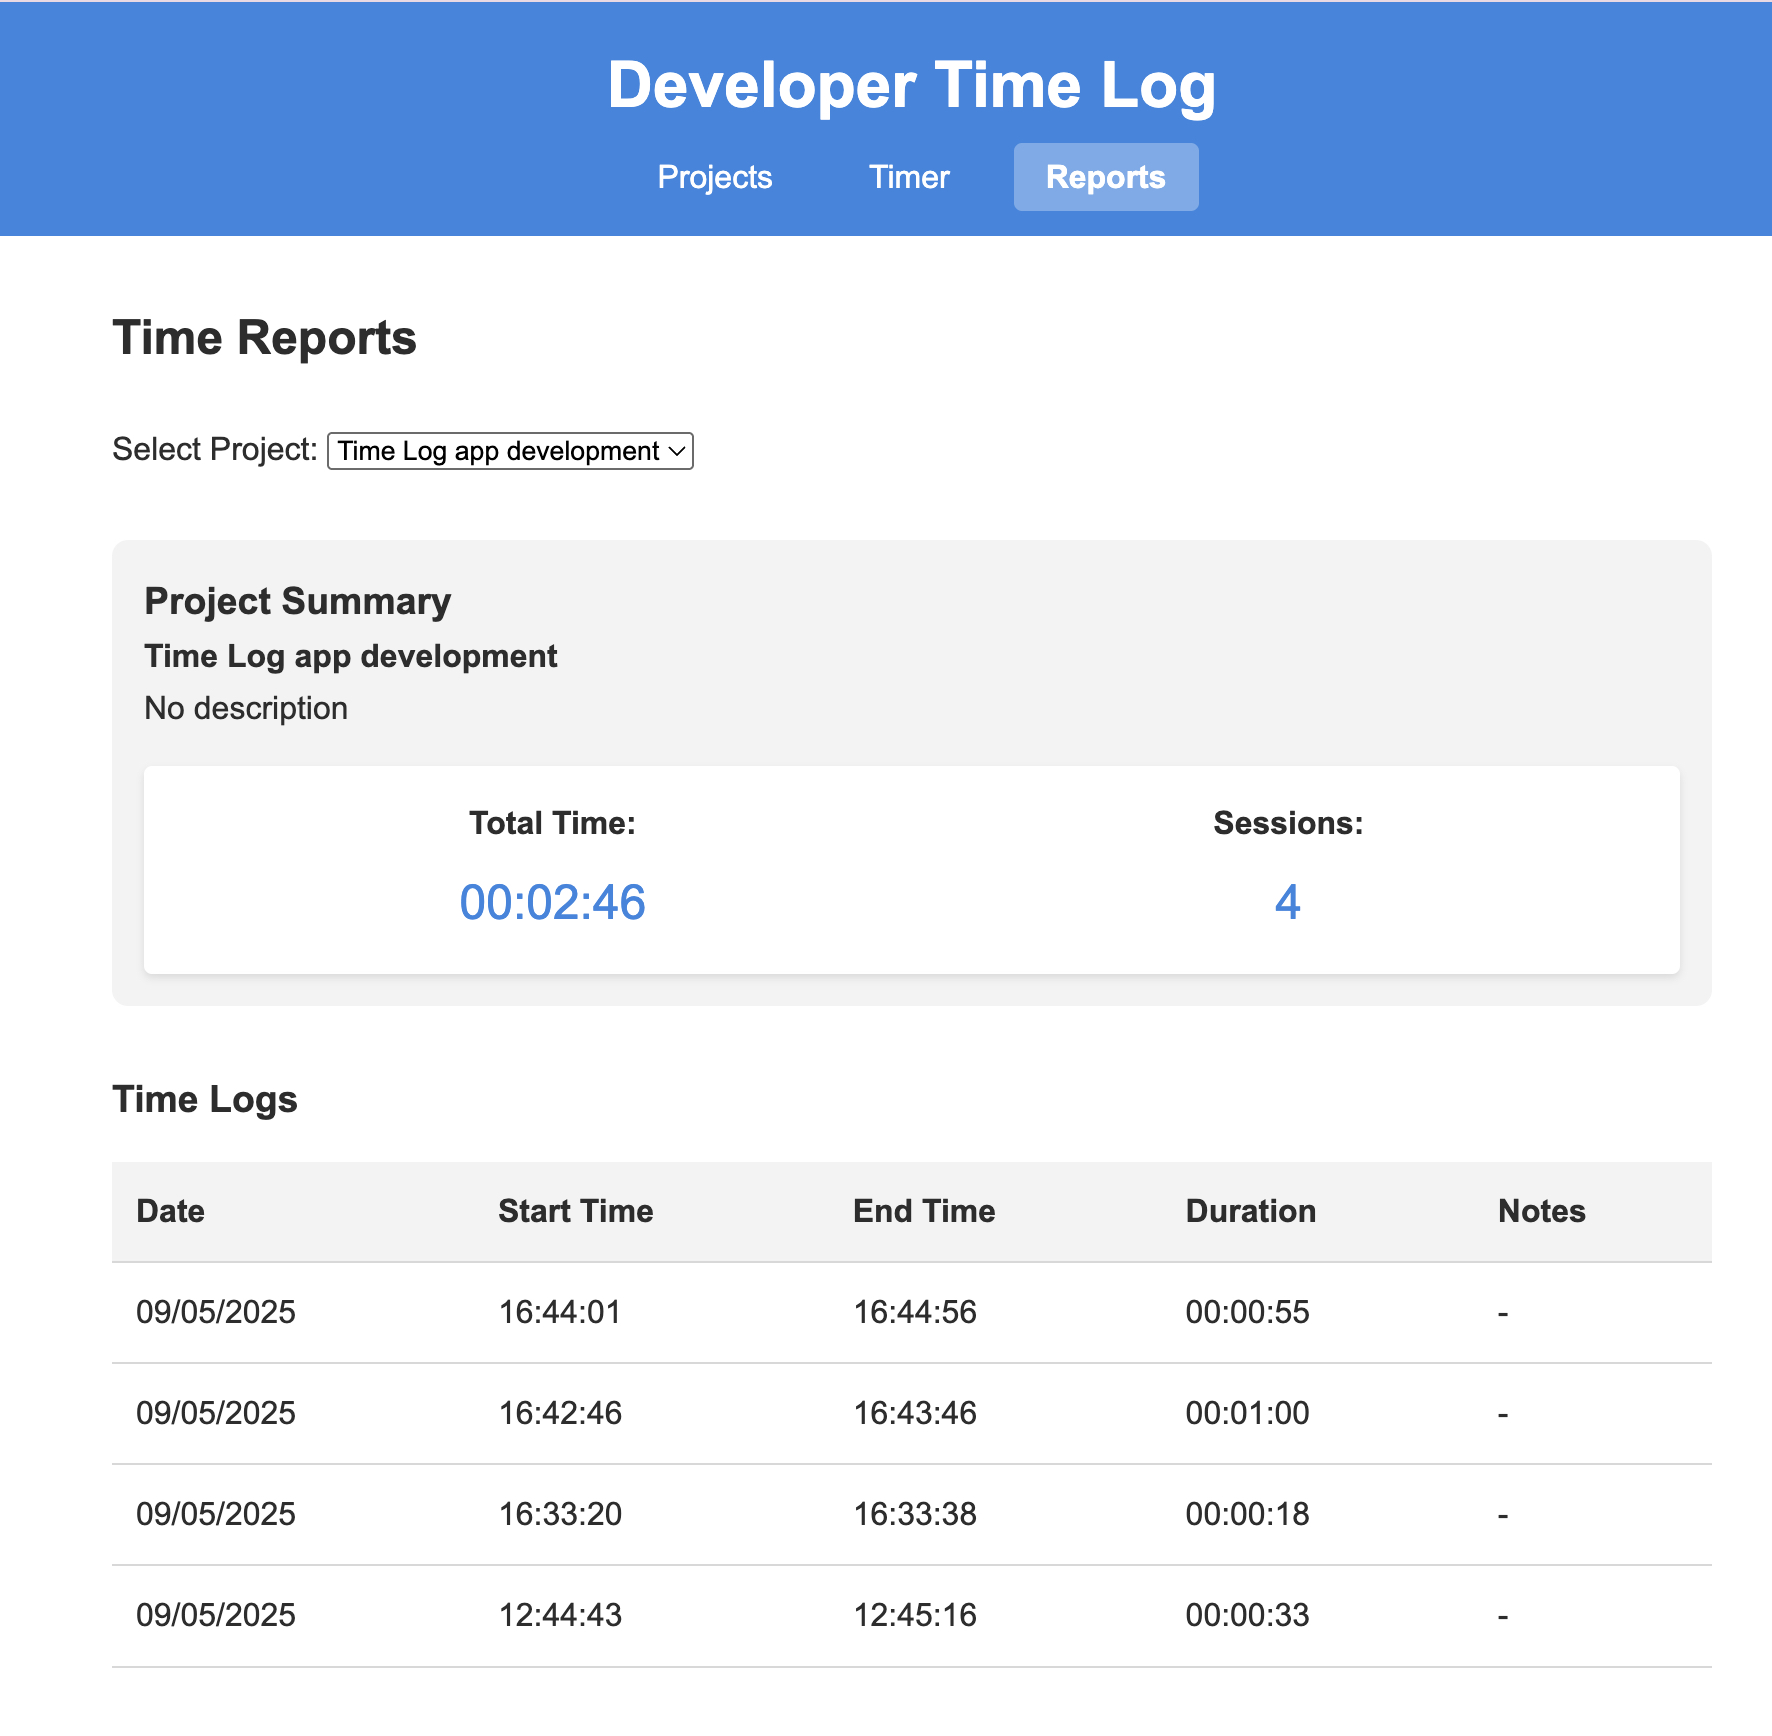 Developer Time Log
Projects Timer Reports
Time Reports
Select Project: Time Log app development
Project Summary
Time Log app development
No description
Total Time: Sessions:
00:02:46 4
Time Logs
Date Start Time End Time Duration Notes
09/05/2025 16:44:01 16:44:56 00:00:55 -
09/05/2025 16:42:46 16:43:46 00:01:00 -
09/05/2025 16:33:20 16:33:38 00:00:18 -
09/05/2025 12:44:43 12:45:16 00:00:33 -